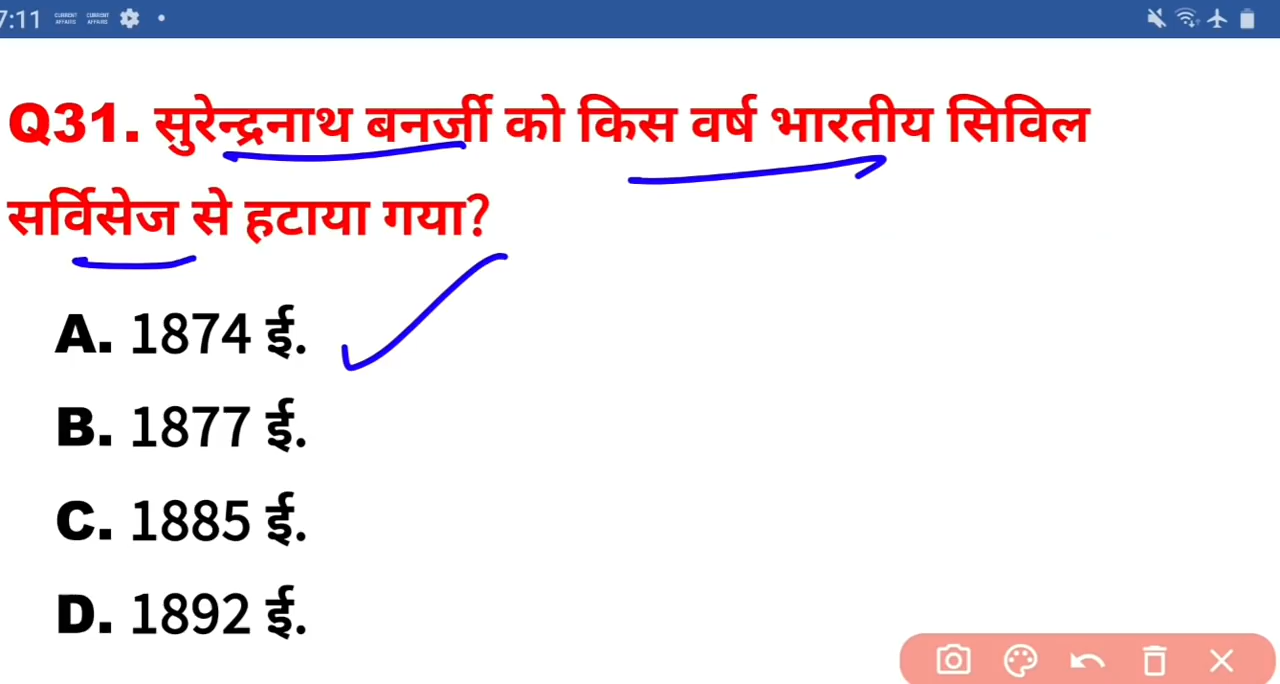 7:11 CURRENT AFFAIRS CURRENT AFFAIRS
Q31. सुरेन्द्रनाथ बनर्जी को किस वर्ष भारतीय सिविल
सर्विसेज से हटाया गया?
A. 1874 ई.
B. 1877 ई.
C. 1885 ई.
D. 1892 ई.